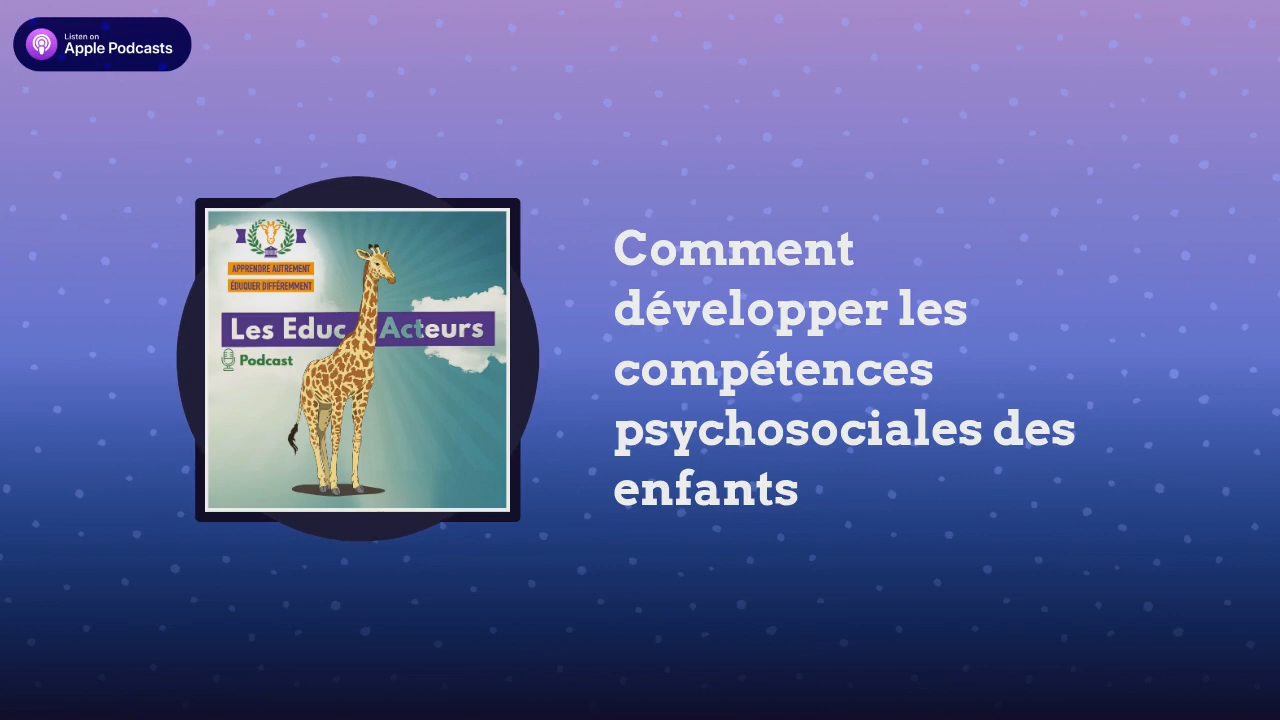 Listen on
Apple Podcasts
APPRENDRE AUTREMENT
ÉDUQUER DIFFÉREMMENT
Les Educ Acteurs
Podcast
Comment
développer les
compétences
psychosociales des
enfants